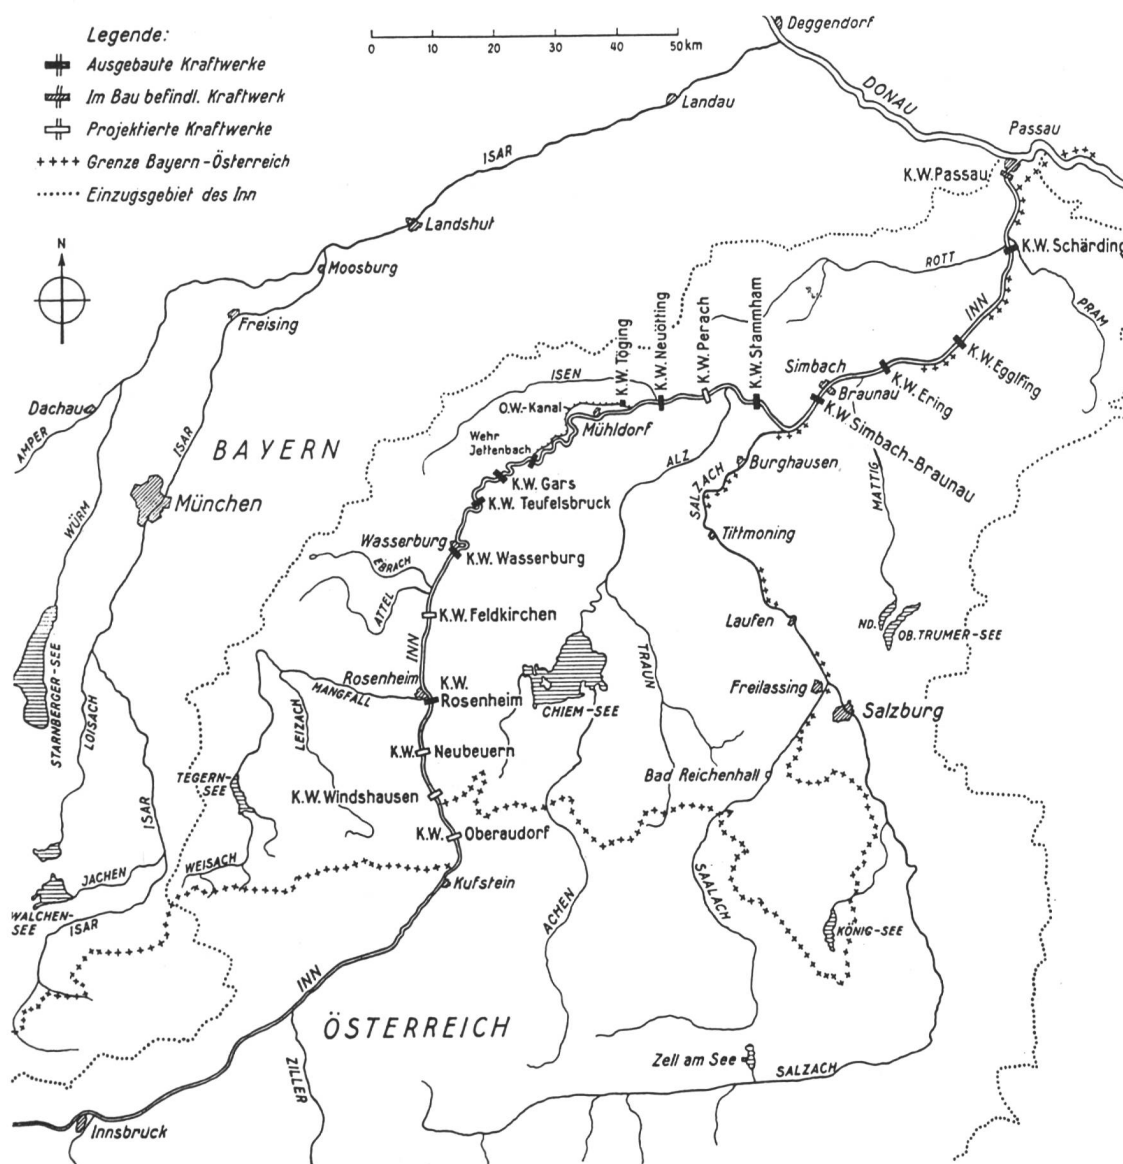 Legende:
Ausgebaute Kraftwerke
Im Bau befindl. Kraftwerk
Projektierte Kraftwerke
Grenze Bayern-Österreich
Einzugsgebiet des Inn
0 10 20 30 40 50 km
Deggendorf
DONAU
Landau
Passau
ISAR
K.W. Passau
Landshut
N
K.W. Schärding
Moosburg
ROTT
INN
PRAM
Freising
K.W. Töging
K.W. Neuötting
K.W. Perach
K.W. Stammham
K.W. Egglfing
Simbach
ISEN
K.W. Ering
Braunau
Dachau
O.W.-Kanal
K.W. Simbach-Braunau
AMPER
ISAR
Mühldorf
BAYERN
Wehr
Jettenbach
ALZ
Burghausen
MATTIG
K.W. Gars
SALZACH
München
K.W. Teufelsbruck
WÜRM
Tittmoning
Wasserburg
K.W. Wasserburg
EBRACH
ATTEL
K.W. Feldkirchen
Laufen
ND.
OB. TRUMER-SEE
INN
TRAUN
STARNBERGER-SEE
LOISACH
Rosenheim
K.W.
Rosenheim
MANGFALL
Freilassing
CHIEM-SEE
Salzburg
LEIZACH
K.W. Neubeuern
TEGERN-
SEE
Bad Reichenhall
K.W. Windshausen
ISAR
K.W. Oberaudorf
WEISACH
JACHEN
Kufstein
SAALACH
WALCHEN-
SEE
ISAR
ACHEN
KÖNIG-SEE
INN
ÖSTERREICH
Zell am See
SALZACH
ZILLER
Innsbruck